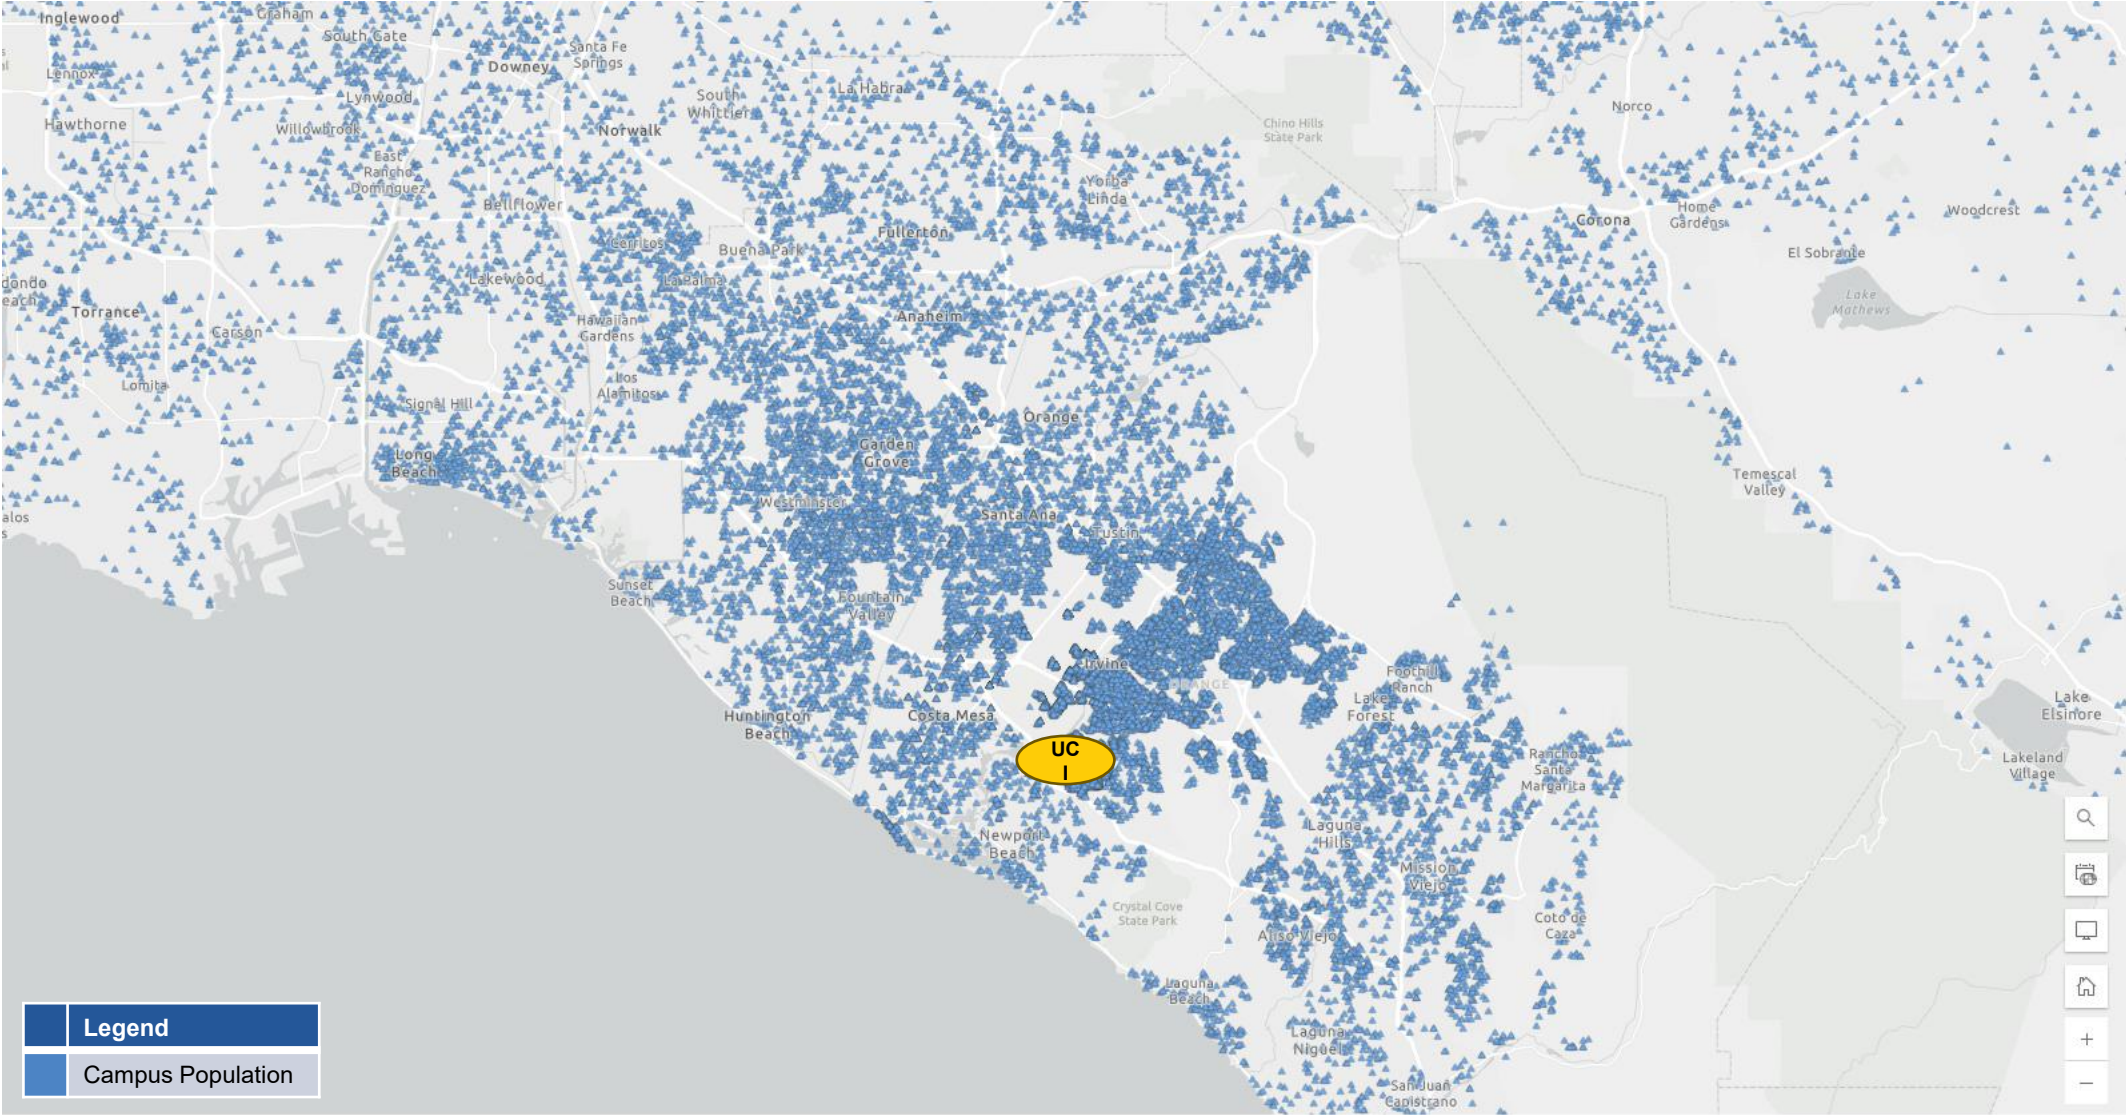 Inglewood
Graham
South Gate
Santa Fe
Springs
Downey
Lennox
La Habra
South
Whittier
Lynwood
Norco
Hawthorne
Willowbrook
Norwalk
Chino Hills
State Park
East
Rancho
Dominguez
Yorba
Linda
Bellflower
Home
Gardens
Woodcrest
Corona
Fullerton
Cerritos
Buena Park
El Sobrante
Lakewood
La Palma
dondo
each
Lake
Mathews
Torrance
Anaheim
Carson
Hawaiian
Gardens
Lomita
Los
Alamitos
Signal Hill
Orange
Garden
Grove
Long
Beach
Temescal
Valley
Westminster
Santa Ana
alos
s
Tustin
Sunset
Beach
Fountain
Valley
Irvine
ORANGE
Foothill
Ranch
Lake
Forest
Lake
Elsinore
Huntington
Beach
Costa Mesa
UC
I
Rancho
Santa
Margarita
Lakeland
Village
Newport
Beach
Laguna
Hills
Mission
Viejo
Crystal Cove
State Park
Coto de
Caza
Aliso Viejo
Laguna
Beach
Laguna
Niguel
San Juan
Capistrano
Legend
Campus Population